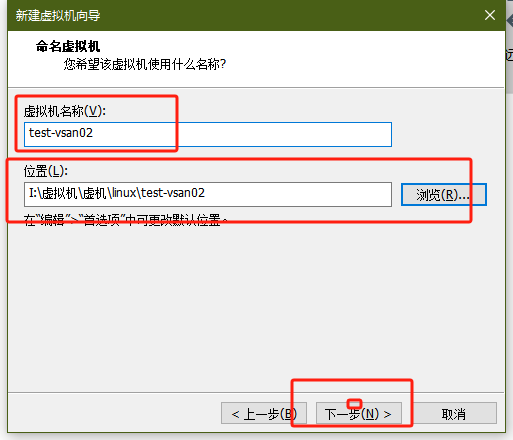 新建虚拟机向导
命名虚拟机
您希望该虚拟机使用什么名称?
虚拟机名称(V):
test-vsan02
位置(L):
I:\虚拟机\虚机\linux\test-vsan02
浏览(R)...
在“编辑”>“首选项”中可更改默认位置。
< 上一步(B)
下一步(N) >
取消